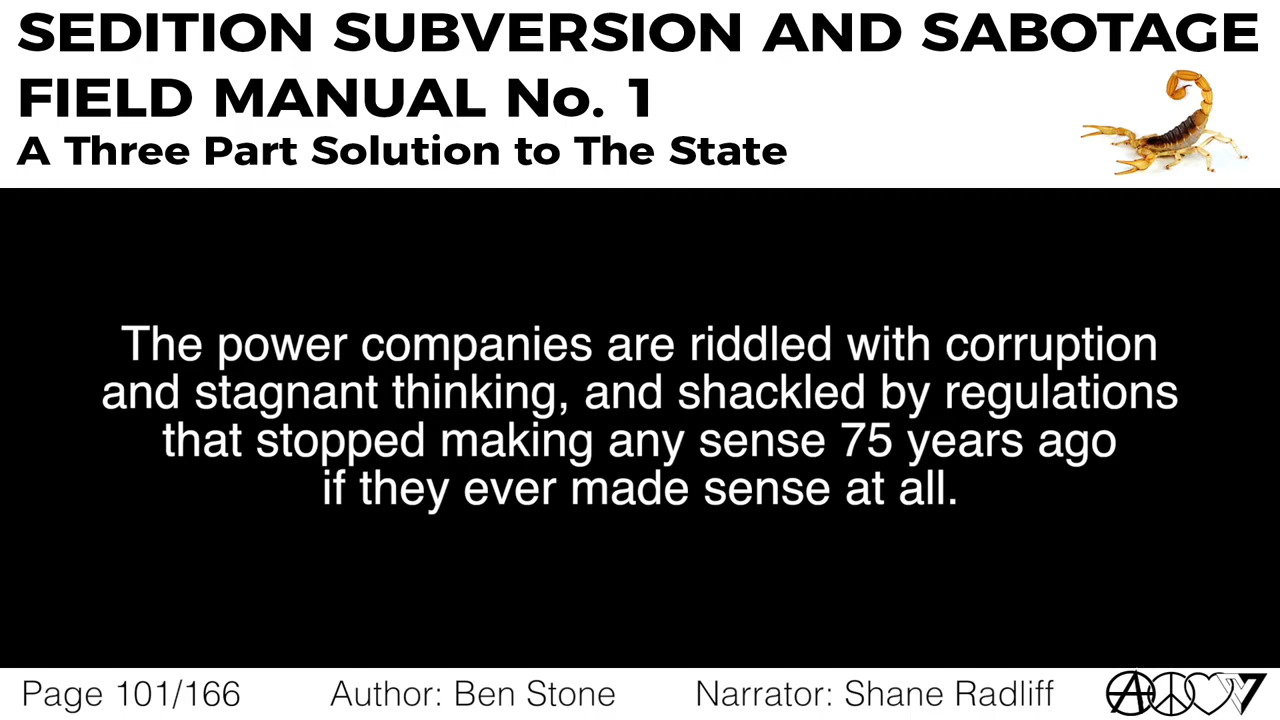 SEDITION SUBVERSION AND SABOTAGE
FIELD MANUAL No. 1
A Three Part Solution to The State
The power companies are riddled with corruption
and stagnant thinking, and shackled by regulations
that stopped making any sense 75 years ago
if they ever made sense at all.
Page 101/166 Author: Ben Stone Narrator: Shane Radliff